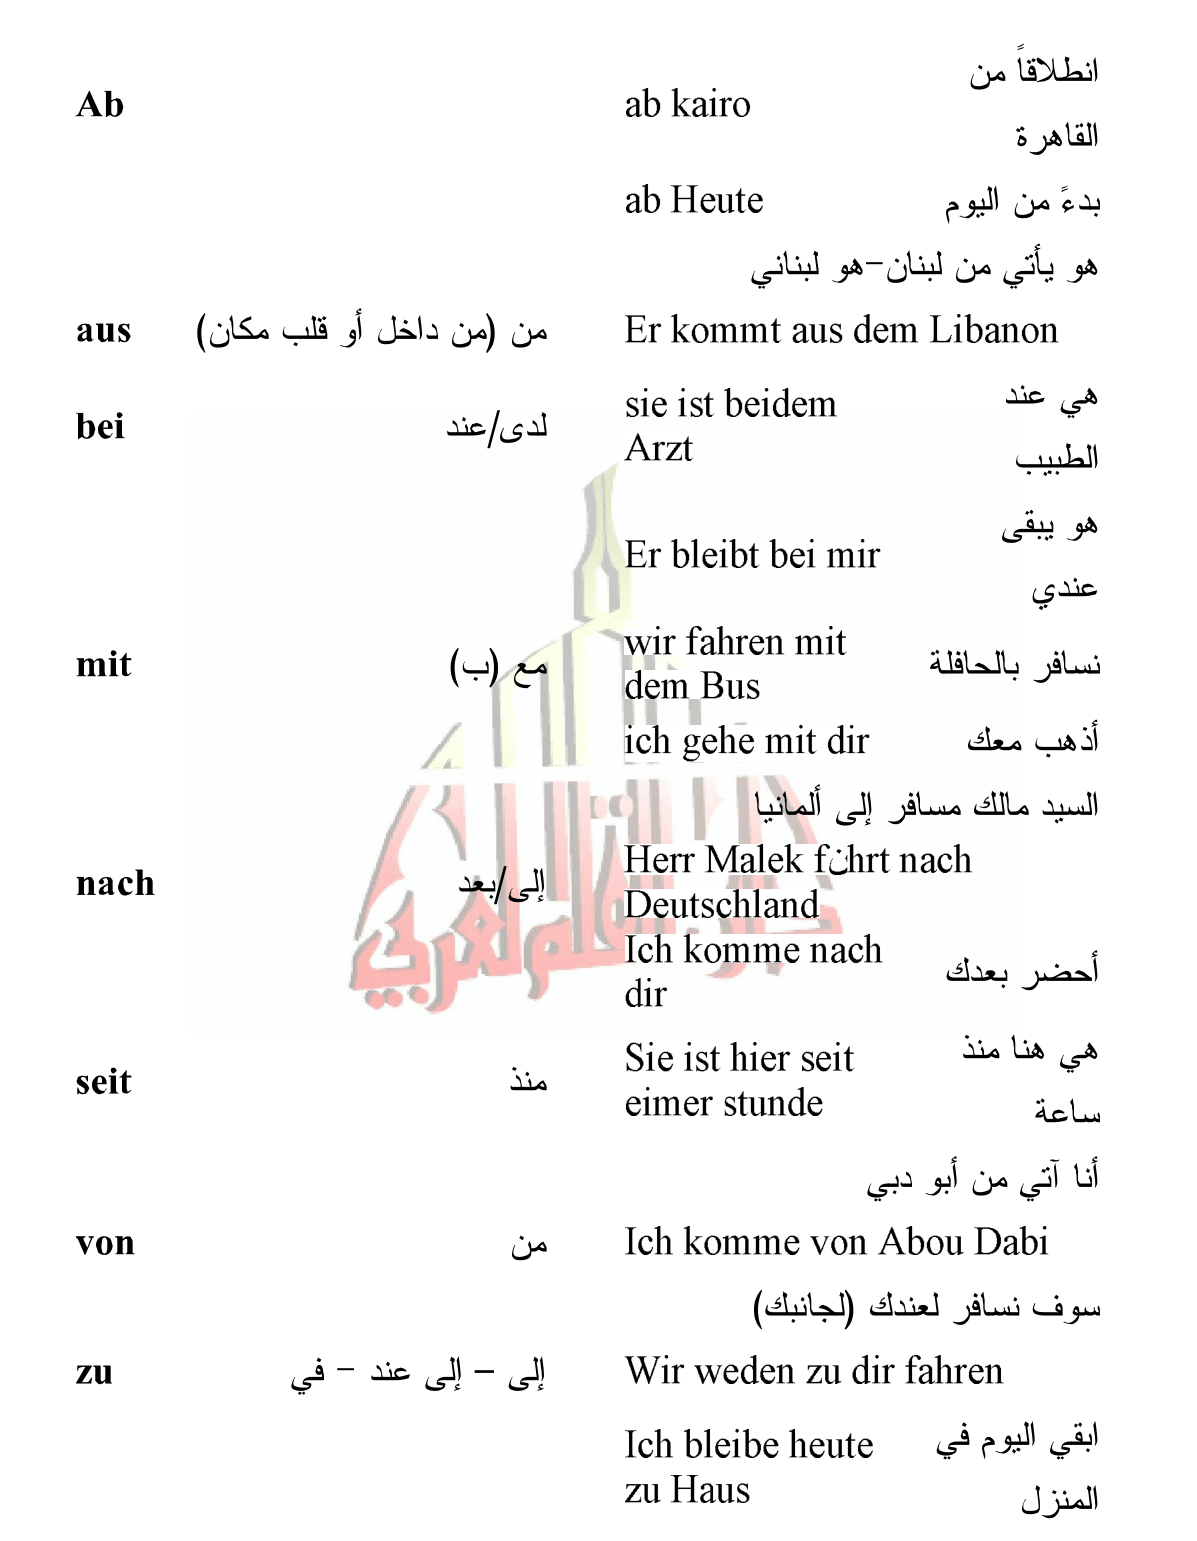 انطلاقاً من
Ab ab kairo
القاهرة
ab Heute بدءً من اليوم
هو يأتي من لبنان-هو لبناني
aus من (من داخل أو قلب مكان) Er kommt aus dem Libanon
sie ist beidem هي عند
bei لدى/عند
Arzt الطبيب
هو يبقى
Er bleibt bei mir
عندي
wir fahren mit
mit مع (ب) نسافر بالحافلة
dem Bus
ich gehe mit dir أذهب معك
السيد مالك مسافر إلى ألمانيا
Herr Malek fنhrt nach
nach إلى/بعد
Deutschland
Ich komme nach
أحضر بعدك
dir
Sie ist hier seit هي هنا منذ
seit منذ
eimer stunde ساعة
أنا آتي من أبو دبي
von من Ich komme von Abou Dabi
سوف نسافر لعندك (لجانبك)
zu إلى – إلى عند - في Wir weden zu dir fahren
Ich bleibe heute ابقي اليوم في
zu Haus المنزل